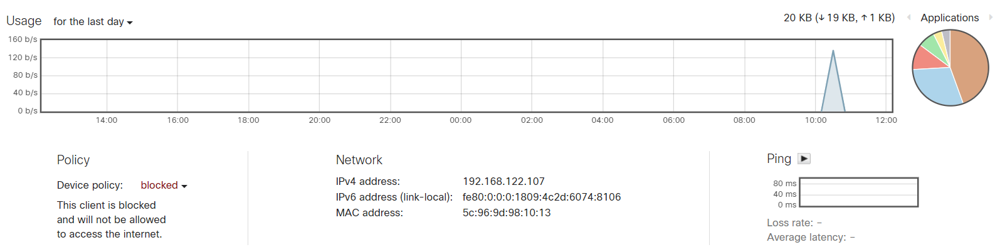 Usage for the last day
20 KB (↓ 19 KB, ↑ 1 KB)
Applications
160 b/s
120 b/s
80 b/s
40 b/s
0 b/s
14:00 16:00 18:00 20:00 22:00 00:00 02:00 04:00 06:00 08:00 10:00 12:00
Policy
Device policy: blocked
This client is blocked
and will not be allowed
to access the internet.
Network
IPv4 address: 192.168.122.107
IPv6 address (link-local): fe80:0:0:0:1809:4c2d:6074:8106
MAC address: 5c:96:9d:98:10:13
Ping
80 ms
40 ms
0 ms
Loss rate: –
Average latency: –